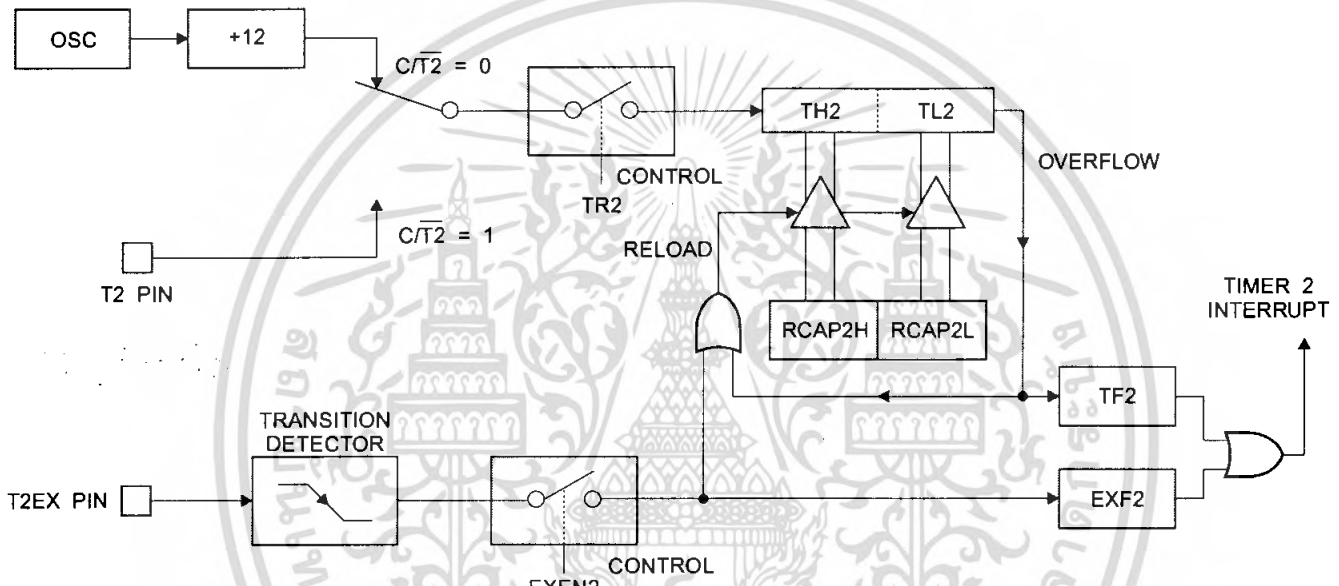 OSC
+12
C/T2 = 0
TH2
TL2
OVERFLOW
CONTROL
TR2
C/T2 = 1
T2 PIN
RELOAD
TIMER 2
INTERRUPT
RCAP2H
RCAP2L
TF2
TRANSITION
DETECTOR
T2EX PIN
EXF2
CONTROL